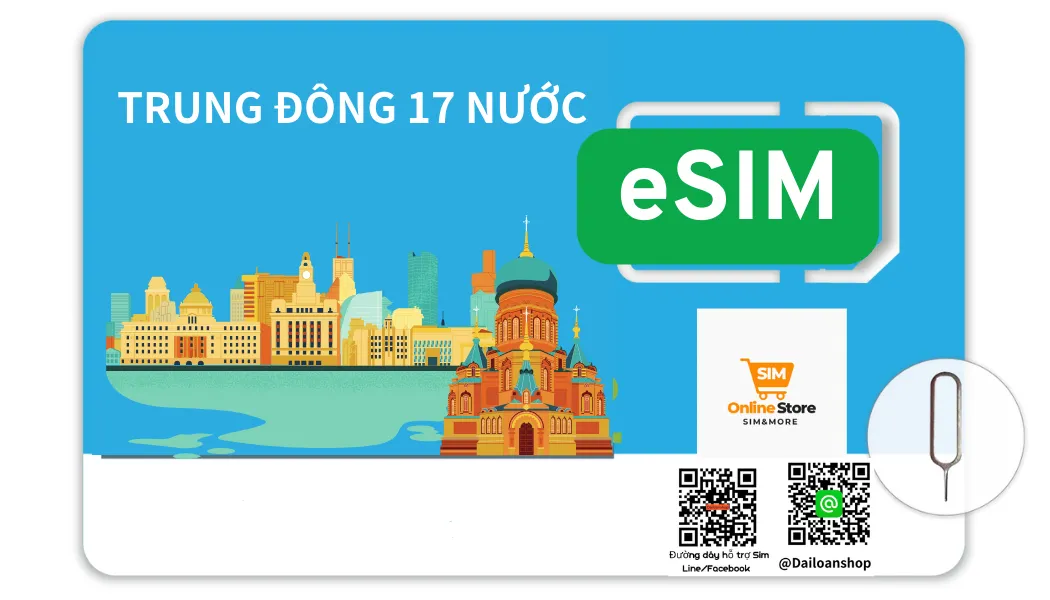 TRUNG ĐÔNG 17 NƯỚC
eSIM
SIM
Online Store
SIM&MORE
Đường dây hỗ trợ Sim
Line/Facebook
@
@Dailoanshop